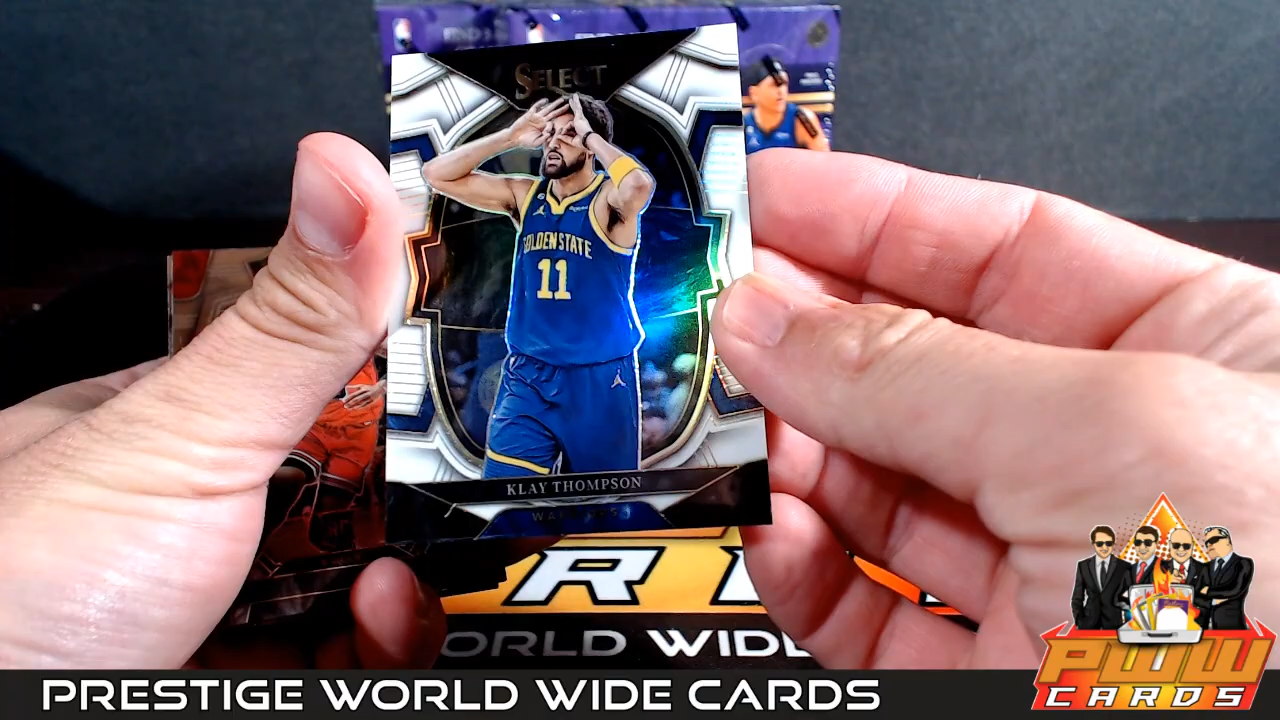 SELECT
GOLDEN STATE
11
KLAY THOMPSON
R
ORLD WIDE
PWW
CARDS
PRESTIGE WORLD WIDE CARDS